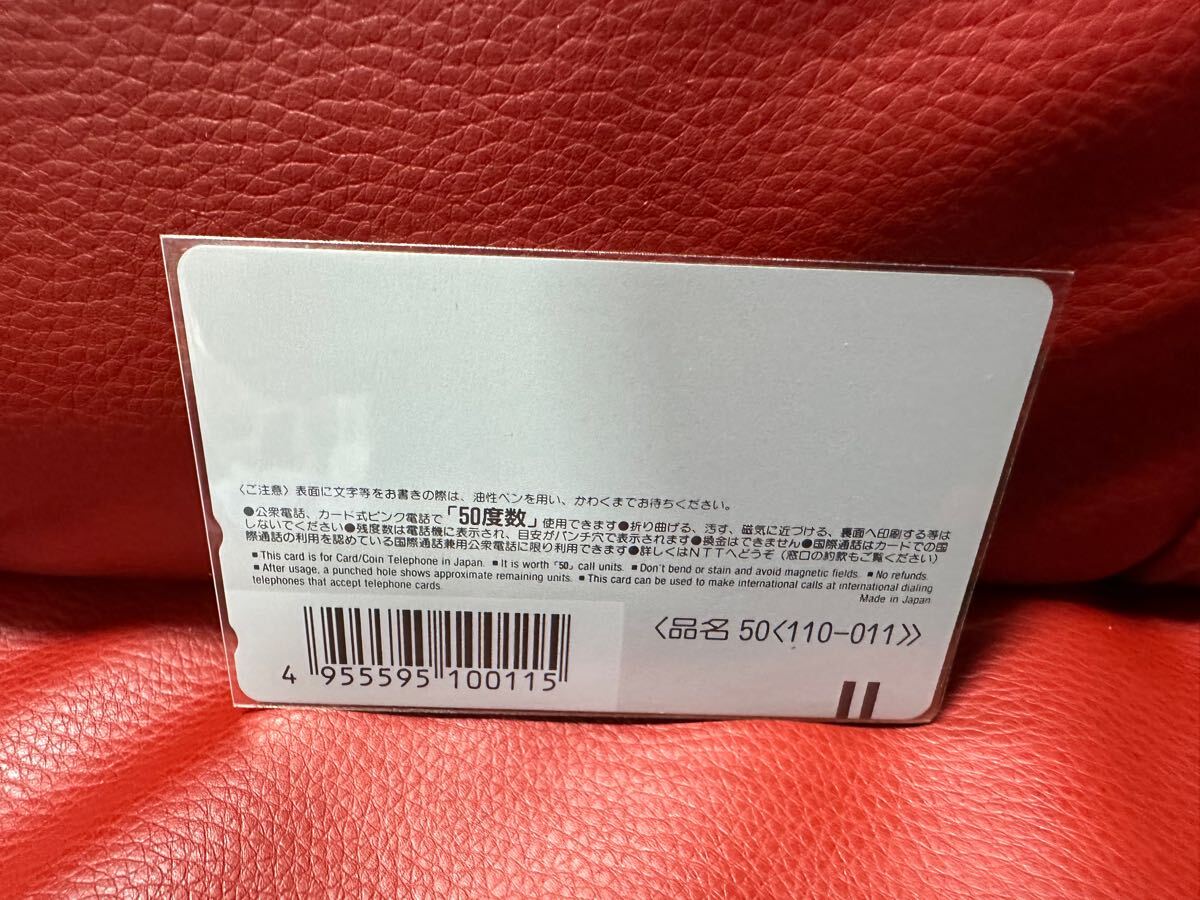 〈ご注意〉表面に文字等をお書きの際は、油性ペンを用い、かわくまでお待ちください。
●公衆電話、カード式ピンク電話で「50度数」使用できます●折り曲げる、汚す、磁気に近づける、裏面へ印刷する等は
しないでください●残度数は電話機に表示され、目安がパンチ穴で表示されます●換金はできません●国際通話はカードでの国
際通話の利用を認めている国際通話兼用公衆電話に限り利用できます●詳しくはNTTへどうぞ（窓口の約款もご覧ください）
■This card is for Card/Coin Telephone in Japan. ■It is worth「50」call units. ■Don't bend or stain and avoid magnetic fields. ■No refunds.
■After usage, a punched hole shows approximate remaining units. ■This card can be used to make international calls at international dialing
telephones that accept telephone cards.
Made in Japan
〈品名 50〈110-011〉〉
4 955595 100115